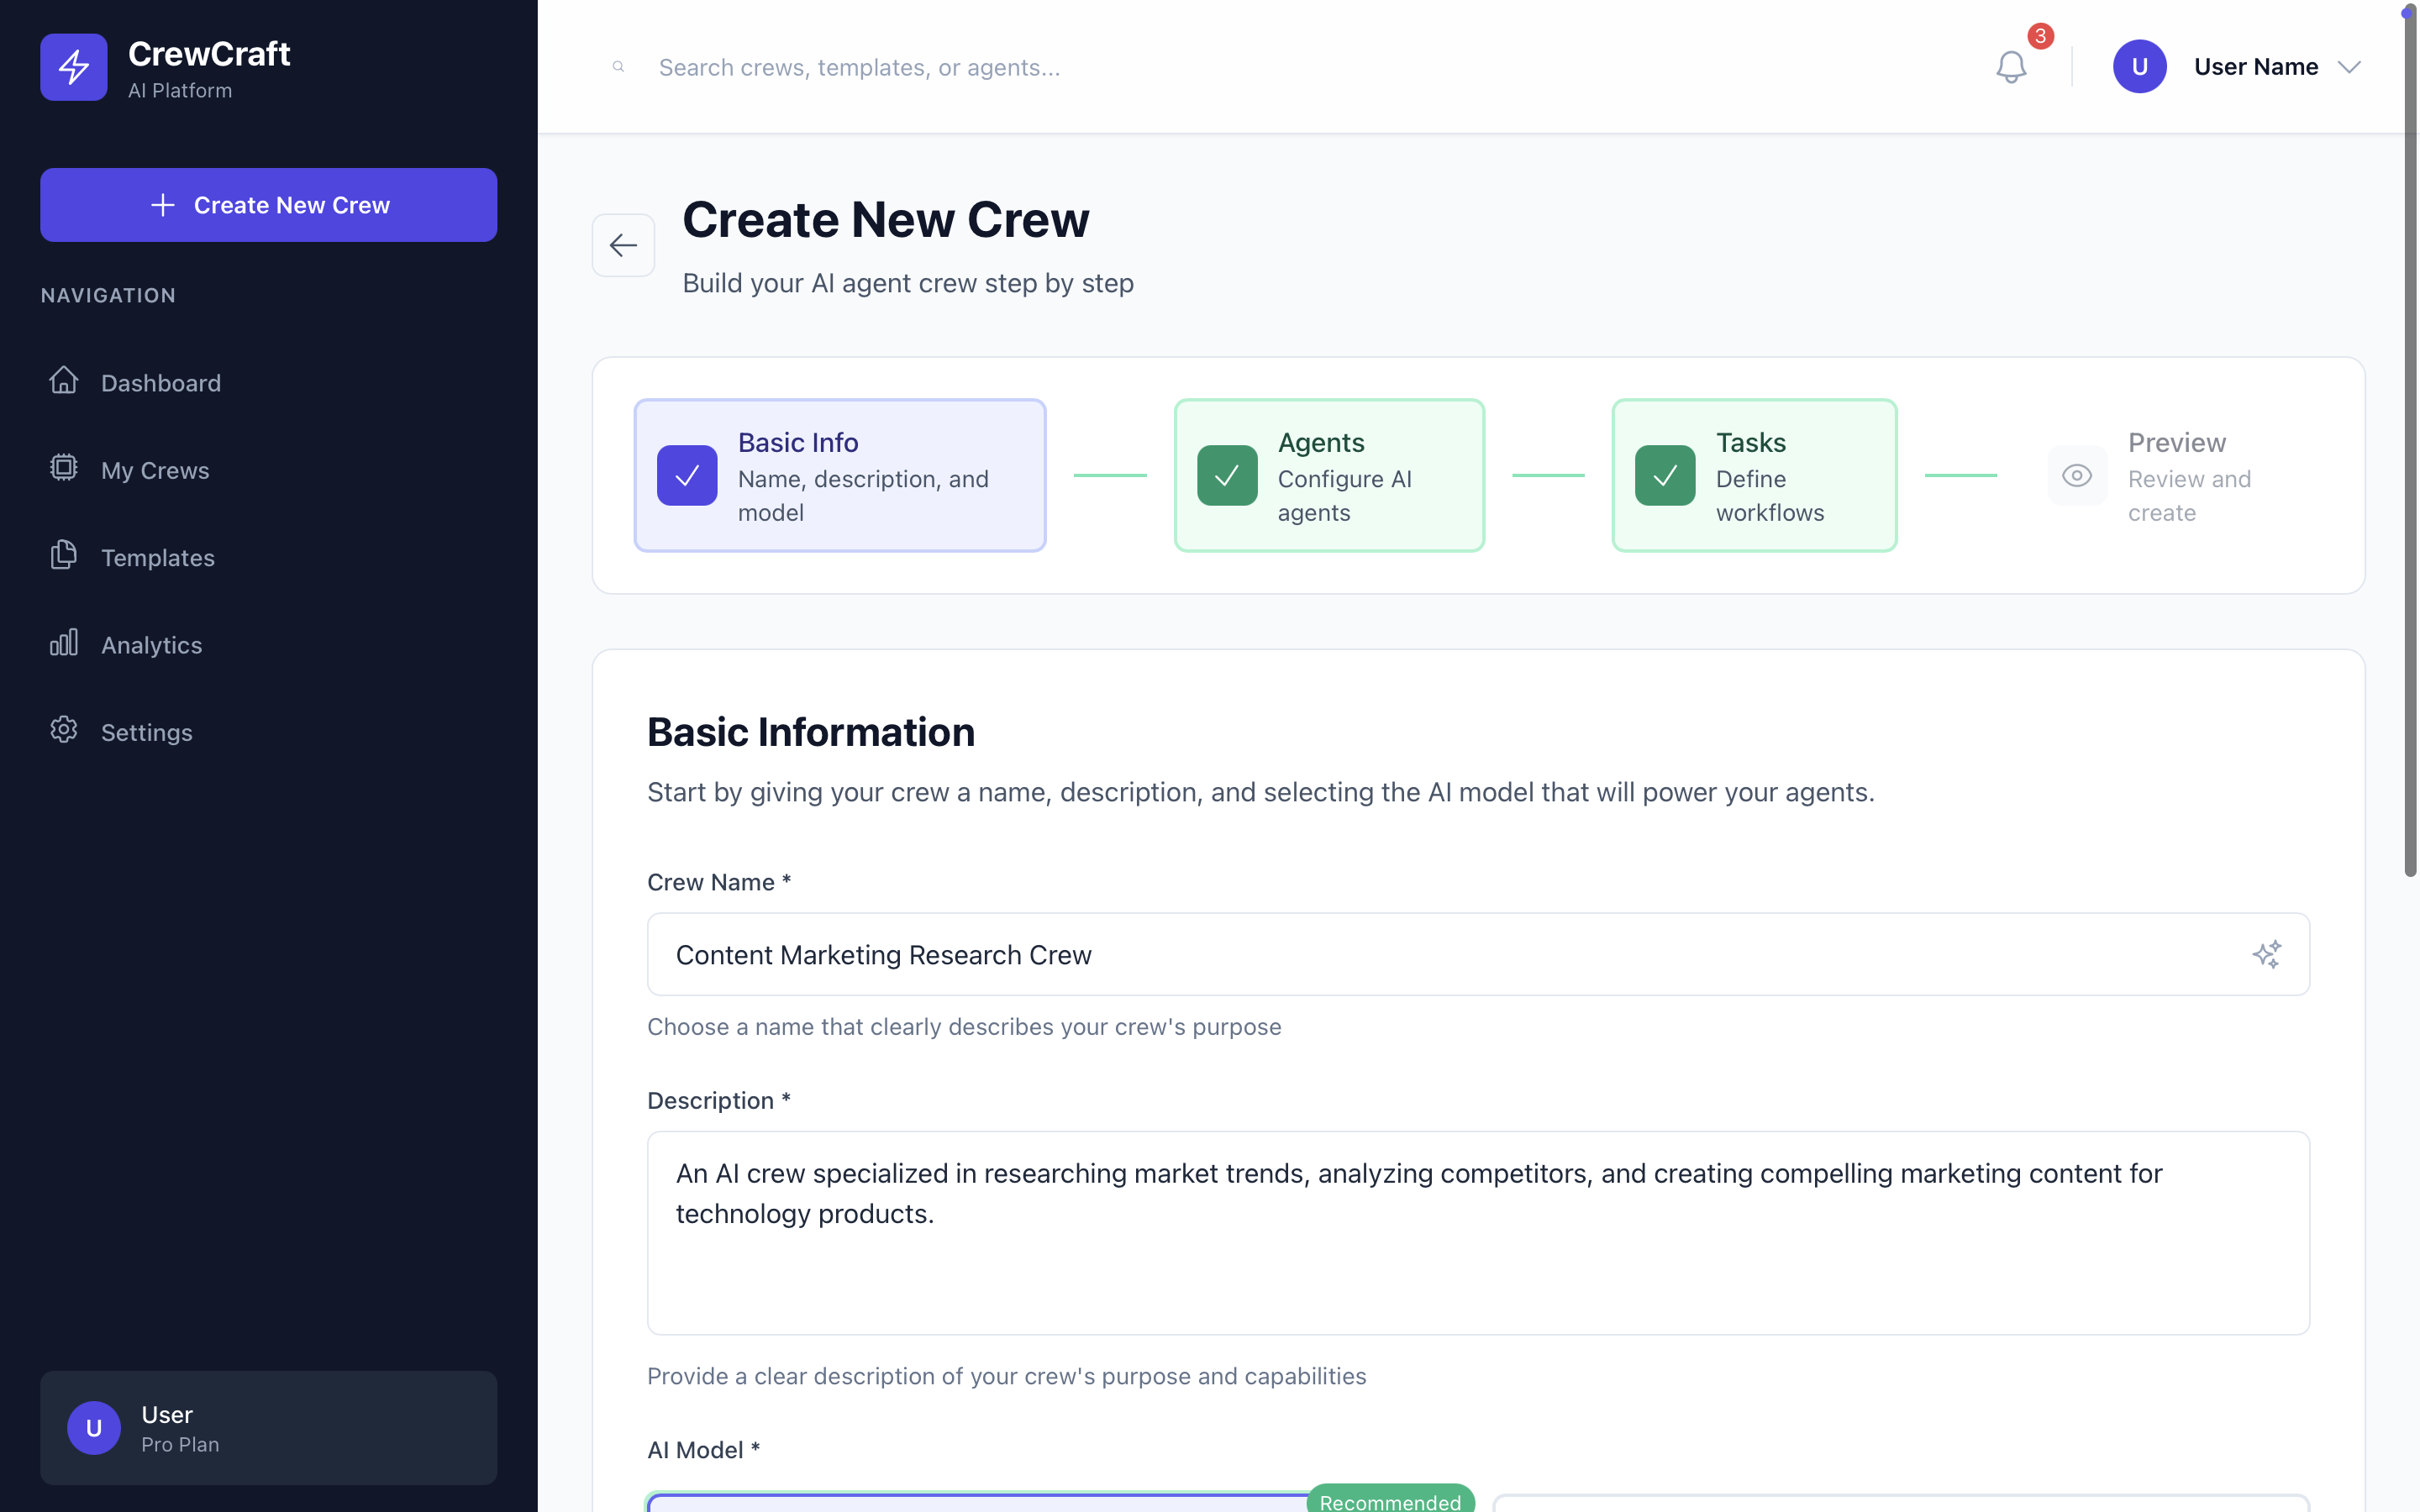 CrewCraft
AI Platform
Create New Crew
NAVIGATION
Dashboard
My Crews
Templates
Analytics
Settings
U
User
Pro Plan
Search crews, templates, or agents...
3
U
User Name
Create New Crew
Build your AI agent crew step by step
Basic Info
Name, description, and
model
Agents
Configure AI
agents
Tasks
Define
workflows
Preview
Review and
create
Basic Information
Start by giving your crew a name, description, and selecting the AI model that will power your agents.
Crew Name *
Content Marketing Research Crew
Choose a name that clearly describes your crew's purpose
Description *
An AI crew specialized in researching market trends, analyzing competitors, and creating compelling marketing content for
technology products.
Provide a clear description of your crew's purpose and capabilities
AI Model *
Recommended